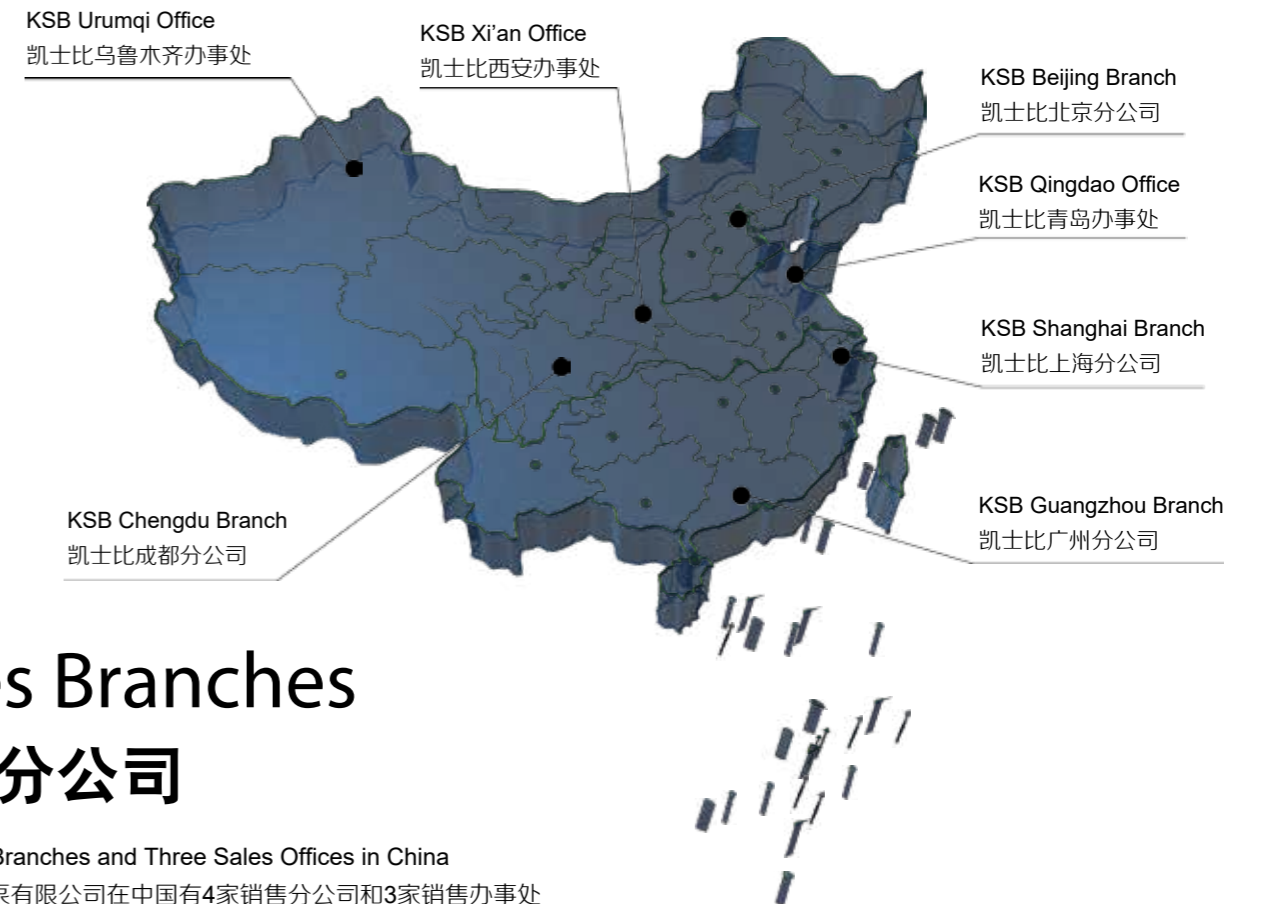 KSB Urumqi Office
凯士比乌鲁木齐办事处
KSB Xi’an Office
凯士比西安办事处
KSB Beijing Branch
凯士比北京分公司
KSB Qingdao Office
凯士比青岛办事处
KSB Shanghai Branch
凯士比上海分公司
KSB Guangzhou Branch
凯士比广州分公司
KSB Chengdu Branch
凯士比成都分公司
s Branches
分公司
Branches and Three Sales Offices in China
泵有限公司在中国有4家销售分公司和3家销售办事处